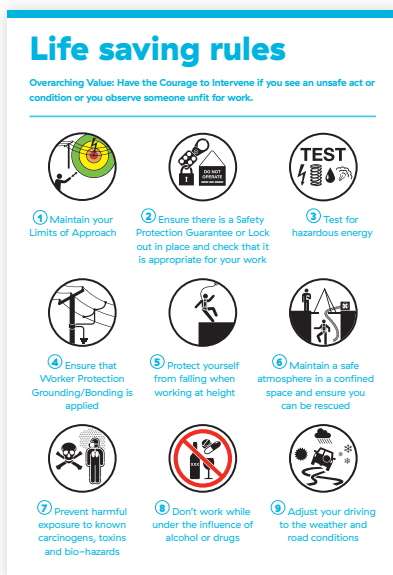 Life saving rules
Overarching Value: Have the Courage to Intervene if you see an unsafe act or
condition or you observe someone unfit for work.
DO NOT
OPERATE
TEST
1 Maintain your
Limits of Approach
2 Ensure there is a Safety
Protection Guarantee or Lock
out in place and check that it
is appropriate for your work
3 Test for
hazardous energy
4 Ensure that
Worker Protection
Grounding/Bonding is
applied
5 Protect yourself
from falling when
working at height
6 Maintain a safe
atmosphere in a confined
space and ensure you
can be rescued
XXX
7 Prevent harmful
exposure to known
carcinogens, toxins
and bio-hazards
8 Don't work while
under the influence of
alcohol or drugs
9 Adjust your driving
to the weather and
road conditions